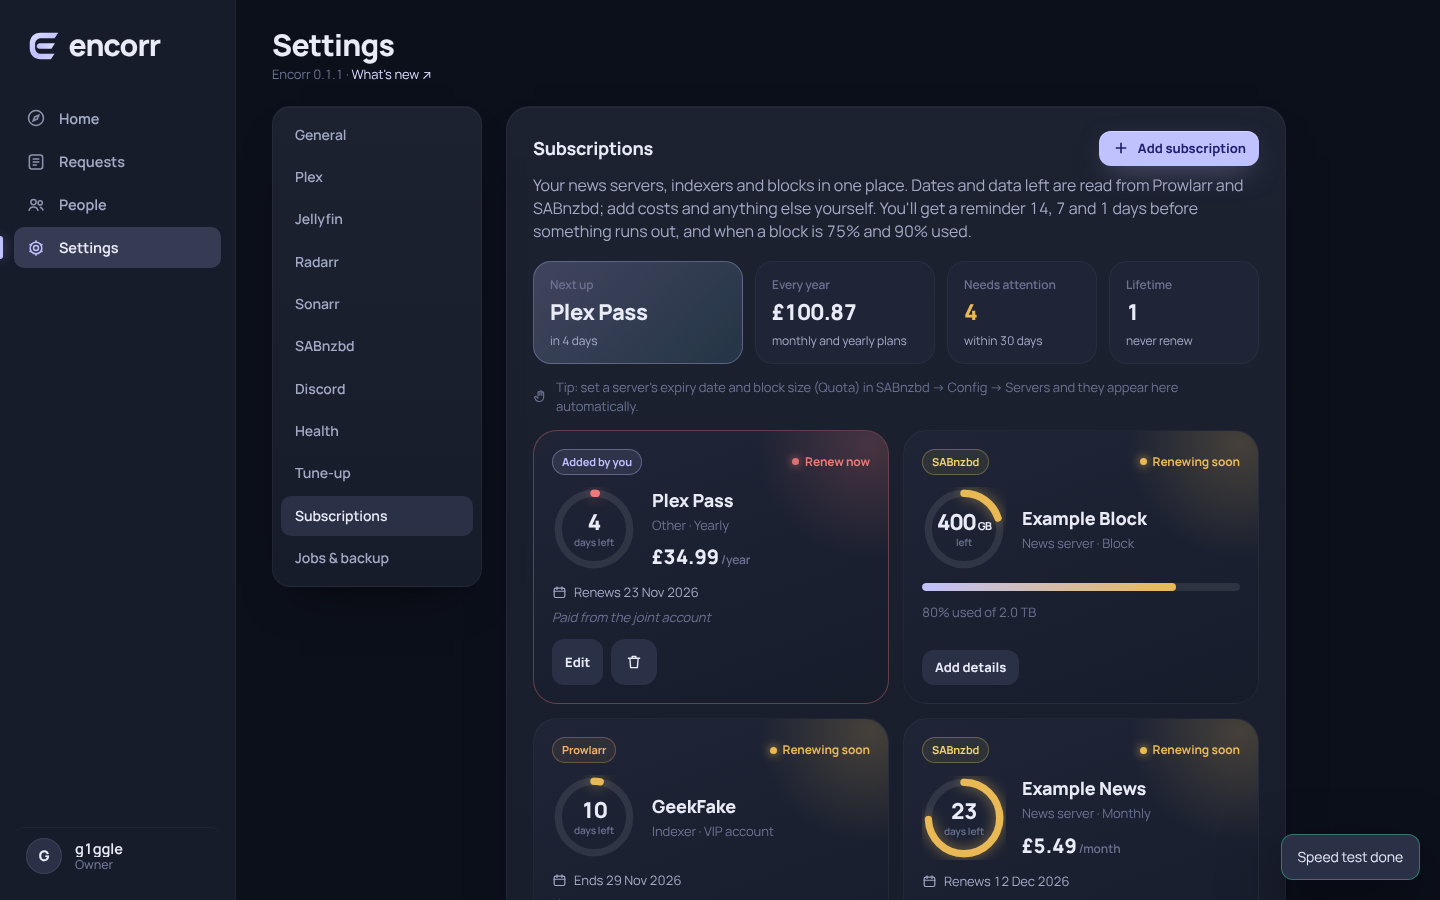 encorr
Home
Requests
People
Settings
G
g1ggle
Owner
Settings
Encorr 0.1.1 · What's new ↗
General
Plex
Jellyfin
Radarr
Sonarr
SABnzbd
Discord
Health
Tune-up
Subscriptions
Jobs & backup
Subscriptions
+ Add subscription
Your news servers, indexers and blocks in one place. Dates and data left are read from Prowlarr and
SABnzbd; add costs and anything else yourself. You'll get a reminder 14, 7 and 1 days before
something runs out, and when a block is 75% and 90% used.
Next up
Plex Pass
in 4 days
Every year
£100.87
monthly and yearly plans
Needs attention
4
within 30 days
Lifetime
1
never renew
Tip: set a server's expiry date and block size (Quota) in SABnzbd → Config → Servers and they appear here
automatically.
Added by you
Renew now
4
days left
Plex Pass
Other · Yearly
£34.99 /year
Renews 23 Nov 2026
Paid from the joint account
Edit
SABnzbd
Renewing soon
400 GB
left
Example Block
News server · Block
80% used of 2.0 TB
Add details
Prowlarr
Renewing soon
10
days left
GeekFake
Indexer · VIP account
Ends 29 Nov 2026
SABnzbd
Renewing soon
23
days left
Example News
News server · Monthly
£5.49 /month
Renews 12 Dec 2026
Speed test done